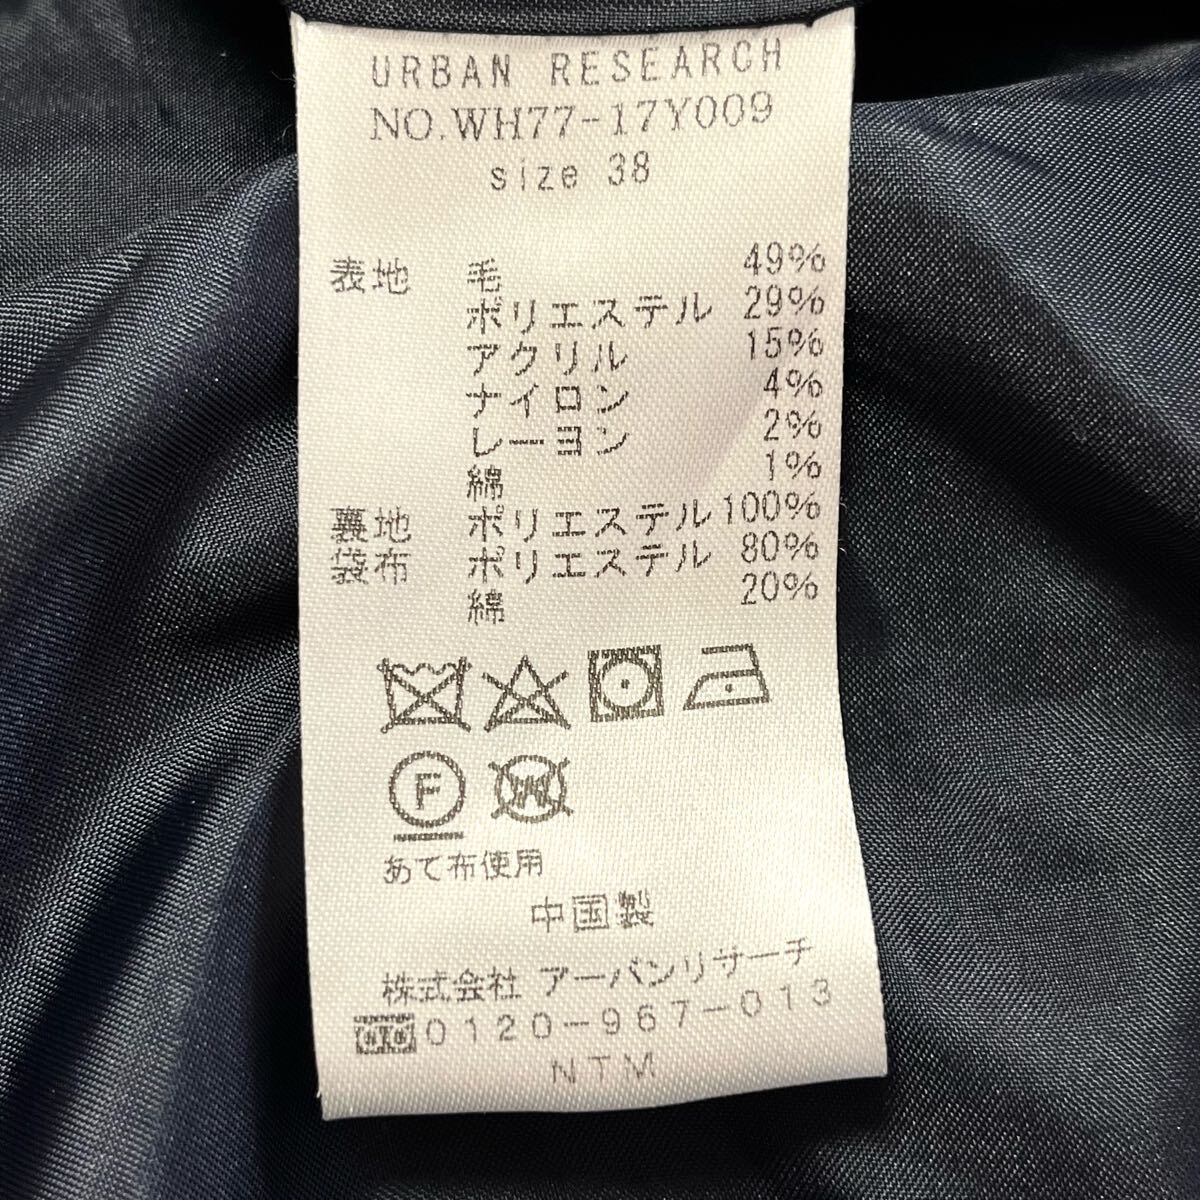 URBAN RESEARCH
NO.WH77-17Y009
size 38
表地 毛 49%
ポリエステル 29%
アクリル 15%
ナイロン 4%
レーヨン 2%
綿 1%
裏地 ポリエステル 100%
袋布 ポリエステル 80%
綿 20%
F W
あて布使用
中国製
株式会社 アーバンリサーチ
0120-967-013
NTM